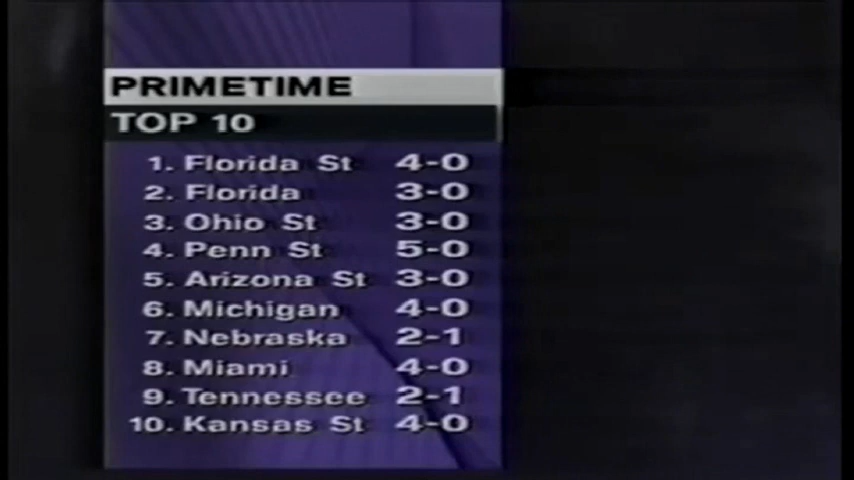 PRIMETIME
TOP 10
1. Florida St 4-0
2. Florida 3-0
3. Ohio St 3-0
4. Penn St 5-0
5. Arizona St 3-0
6. Michigan 4-0
7. Nebraska 2-1
8. Miami 4-0
9. Tennessee 2-1
10. Kansas St 4-0